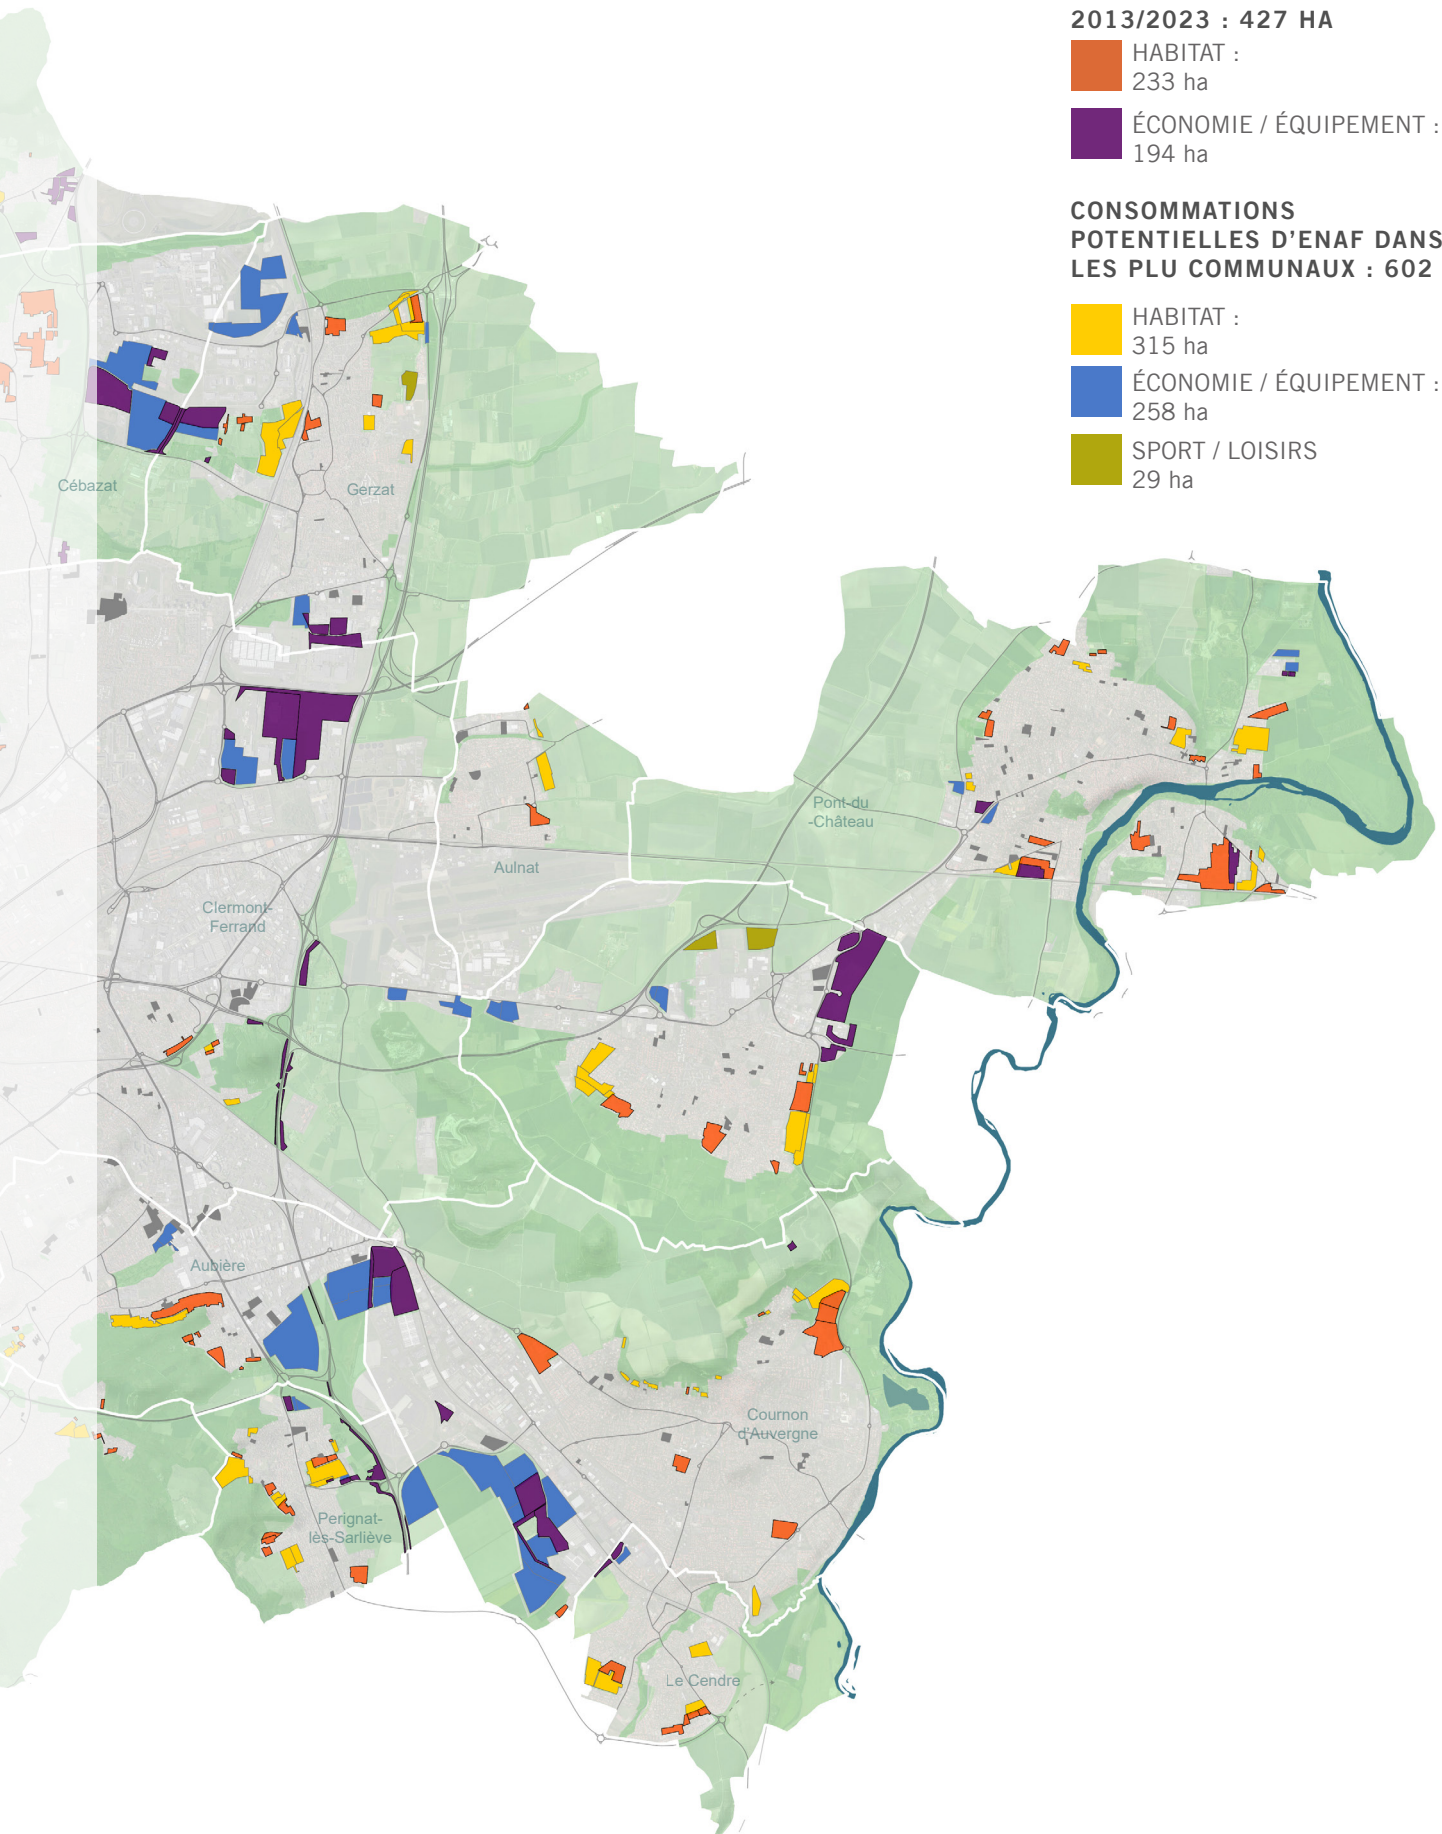 2013/2023 : 427 HA
HABITAT :
233 ha
ÉCONOMIE / ÉQUIPEMENT :
194 ha
CONSOMMATIONS
POTENTIELLES D'ENAF DANS
LES PLU COMMUNAUX : 602
HABITAT :
315 ha
ÉCONOMIE / ÉQUIPEMENT :
258 ha
SPORT / LOISIRS
29 ha
Cébazat
Gerzat
Pont-du
-Château
Aulnat
Clermont-
Ferrand
Aubière
Cournon
d'Auvergne
Perignat-
lès-Sarliève
Le Cendre